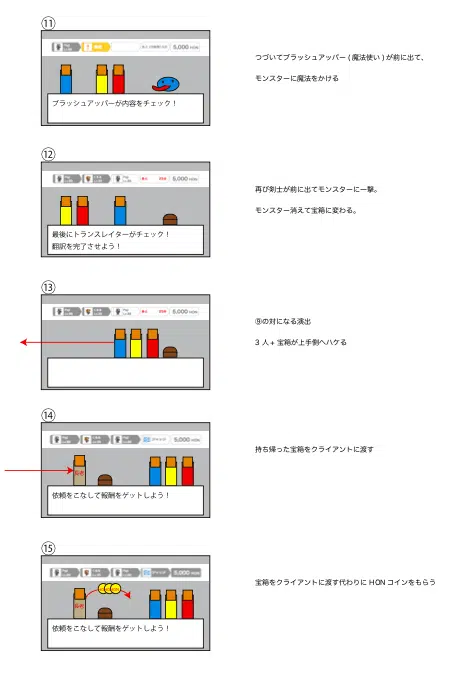 ⑪
5,000
つづいてブラッシュアッパー ( 魔法使い ) が前に出て、
モンスターに魔法をかける
ブラッシュアッパーが内容をチェック！
⑫
5,000
再び剣士が前に出てモンスターに一撃。
モンスター消えて宝箱に変わる。
最後にトランスレイターがチェック！
翻訳を完了させよう！
⑬
5,000
⑨の対になる演出
3 人 + 宝箱が上手側へハケる
⑭
5,000
持ち帰った宝箱をクライアントに渡す
依頼をこなして報酬をゲットしよう！
⑮
5,000
宝箱をクライアントに渡す代わりに HON コインをもらう
依頼をこなして報酬をゲットしよう！